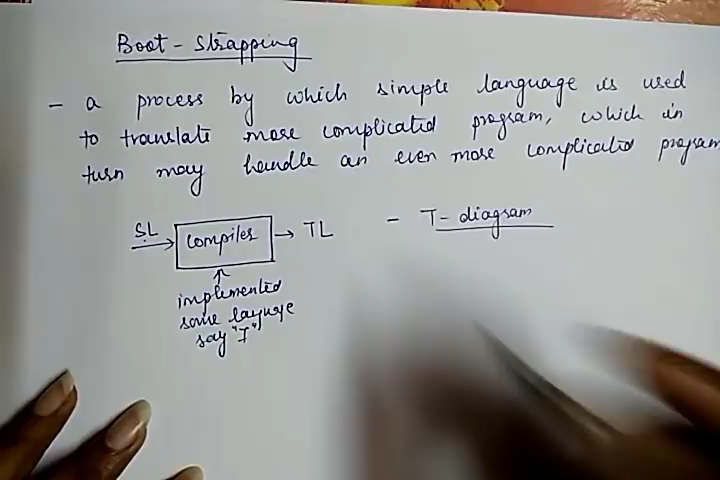 Boot - Strapping
- a process by which simple language is used
to translate more complicated program, which in
turn may handle an even more complicated program
SL → compiler → TL
- T- diagram
implemented
some language
say "I"